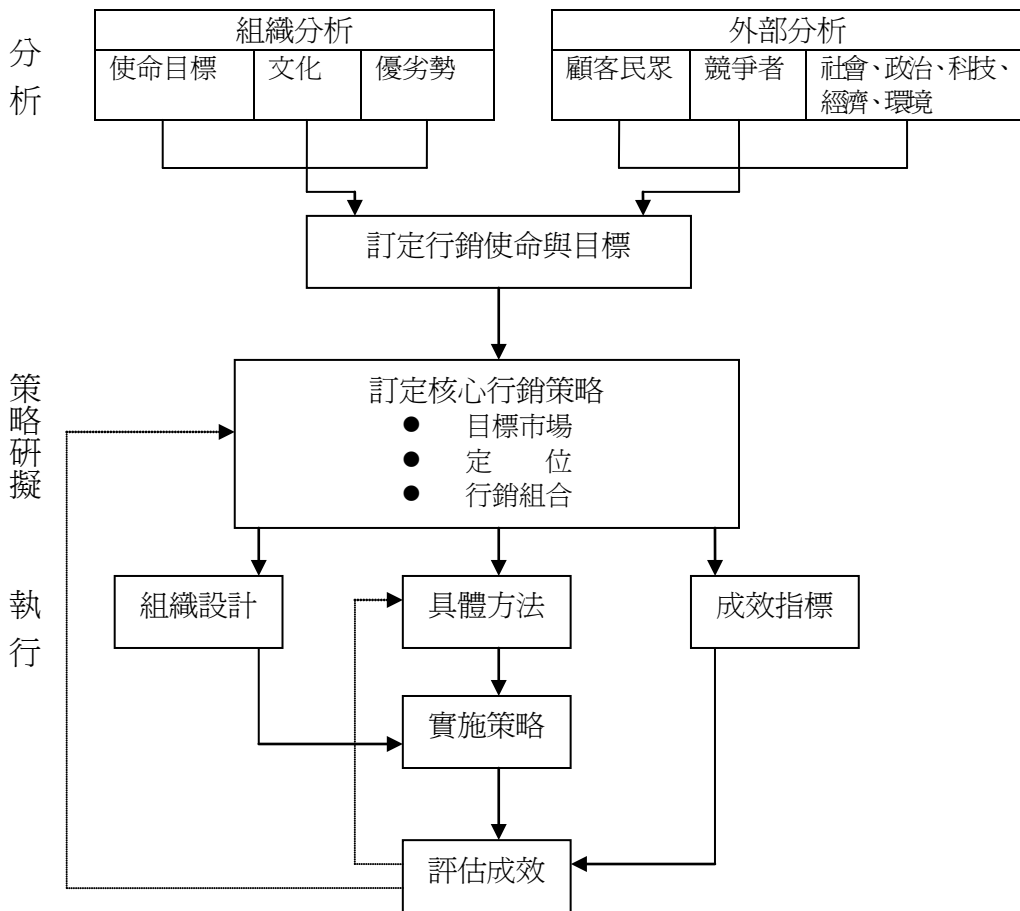 分析
組織分析
使命目標
文化
優劣勢
外部分析
顧客民眾
競爭者
社會、政治、科技、
經濟、環境
訂定行銷使命與目標
策略研擬
訂定核心行銷策略
● 目標市場
● 定　　位
● 行銷組合
執行
組織設計
具體方法
成效指標
實施策略
評估成效